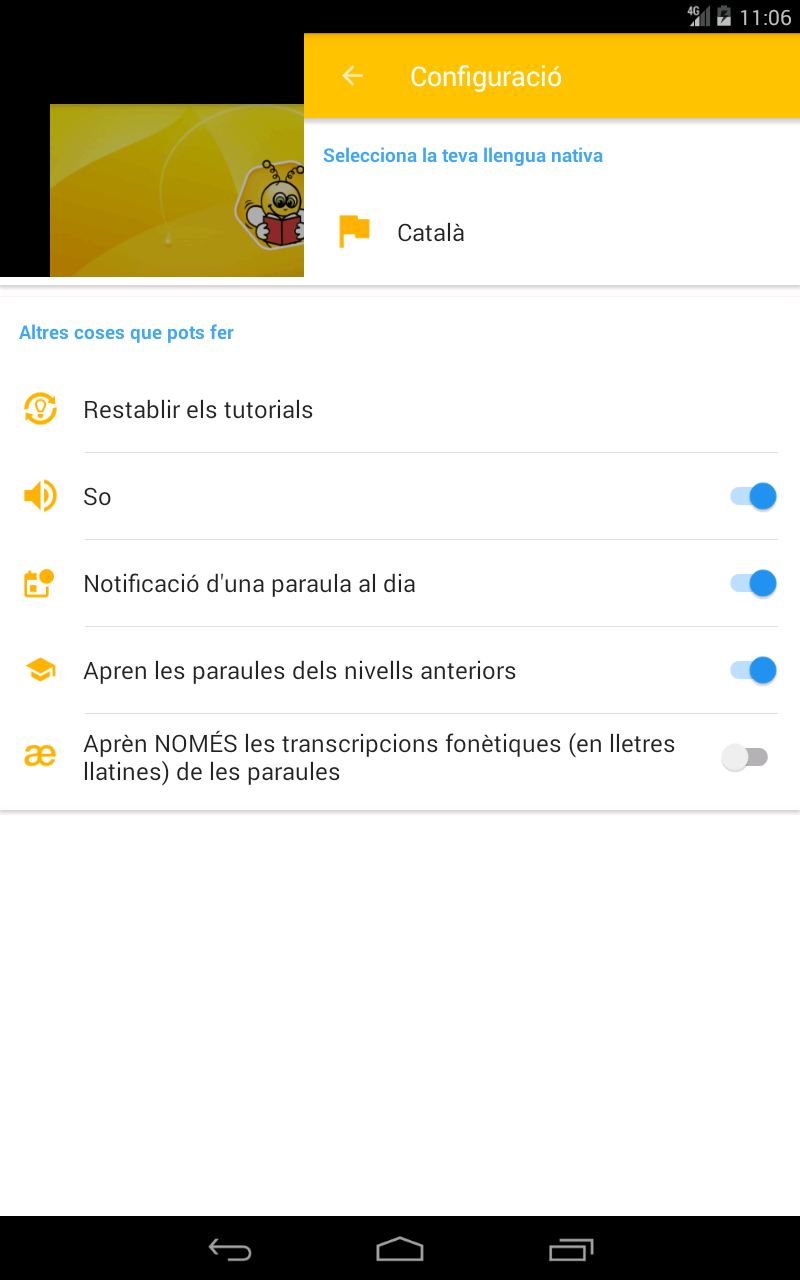 4G 11:06
Configuració
Selecciona la teva llengua nativa
Català
Altres coses que pots fer
Restablir els tutorials
So
Notificació d'una paraula al dia
Apren les paraules dels nivells anteriors
æ
Aprèn NOMÉS les transcripcions fonètiques (en lletres
llatines) de les paraules